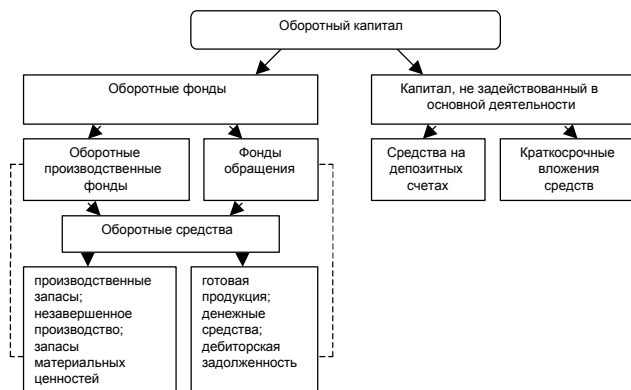 Оборотный капитал
Оборотные фонды
Капитал, не задействованный в
основной деятельности
Оборотные
производственные
фонды
Фонды
обращения
Средства на
депозитных
счетах
Краткосрочные
вложения
средств
Оборотные средства
производственные
запасы;
незавершенное
производство;
запасы
материальных
ценностей
готовая
продукция;
денежные
средства;
дебиторская
задолженность